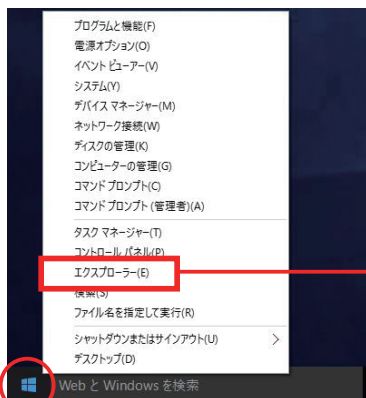 プログラムと機能(F)
電源オプション(O)
イベント ビューアー(V)
システム(Y)
デバイス マネージャー(M)
ネットワーク接続(W)
ディスクの管理(K)
コンピューターの管理(G)
コマンド プロンプト(C)
コマンド プロンプト (管理者)(A)
タスク マネージャー(T)
コントロール パネル(P)
エクスプローラー(E)
検索(S)
ファイル名を指定して実行(R)
シャットダウンまたはサインアウト(U)
デスクトップ(D)
Web と Windows を検索